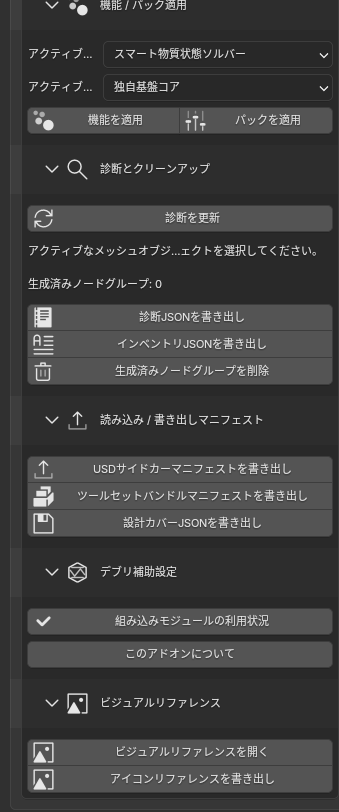 機能 / パック適用
アクティブ... スマート物質状態ソルバー
アクティブ... 独自基盤コア
機能を適用 パックを適用
診断とクリーンアップ
診断を更新
アクティブなメッシュオブジ...ェクトを選択してください。
生成済みノードグループ: 0
診断JSONを書き出し
インベントリJSONを書き出し
生成済みノードグループを削除
読み込み / 書き出しマニフェスト
USDサイドカーマニフェストを書き出し
ツールセットバンドルマニフェストを書き出し
設計カバーJSONを書き出し
デブリ補助設定
組み込みモジュールの利用状況
このアドオンについて
ビジュアルリファレンス
ビジュアルリファレンスを開く
アイコンリファレンスを書き出し